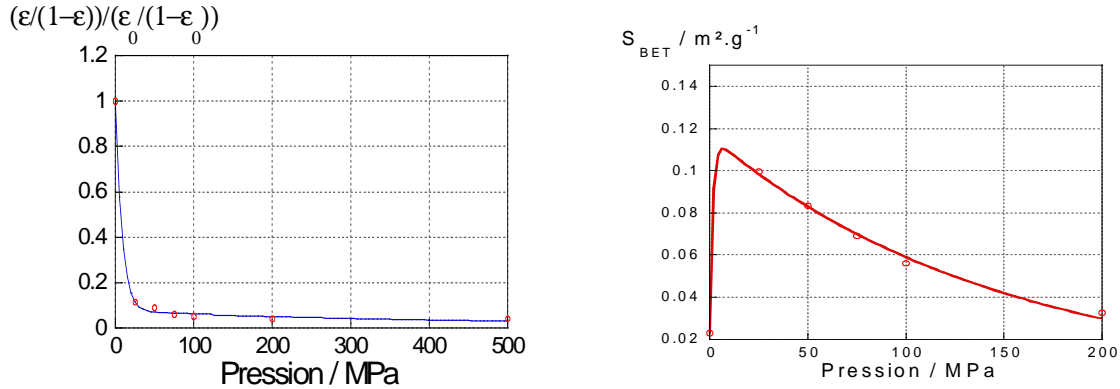 (ε/(1–ε))/(ε₀/(1–ε₀))
1.2
1
0.8
0.6
0.4
0.2
0
0 100 200 300 400 500
Pression / MPa
S_BET / m².g⁻¹
0.14
0.12
0.1
0.08
0.06
0.04
0.02
0 50 100 150 200
Pression / MPa